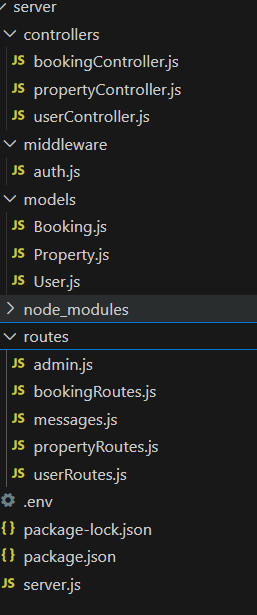 server
controllers
JS bookingController.js
JS propertyController.js
JS userController.js
middleware
JS auth.js
models
JS Booking.js
JS Property.js
JS User.js
node_modules
routes
JS admin.js
JS bookingRoutes.js
JS messages.js
JS propertyRoutes.js
JS userRoutes.js
.env
{} package-lock.json
{} package.json
JS server.js